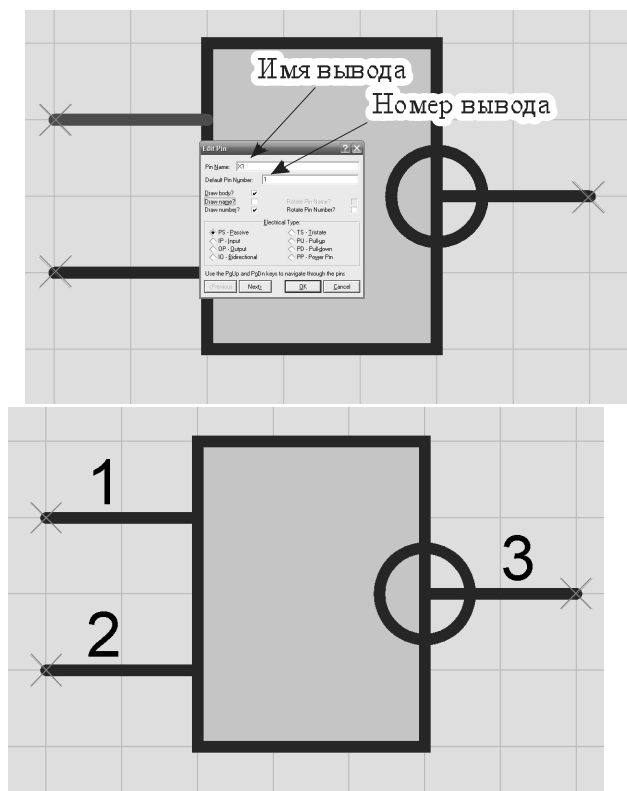 Имя вывода
Номер вывода
Edit Pin
Pin Name: X1
Default Pin Number: 1
Draw body?
Draw name? Rotate Pin Name?
Draw number? Rotate Pin Number?
Electrical Type:
PS - Passive TS - Tristate
IP - Input PU - Pullup
OP - Output PD - Pulldown
IO - Bidirectional PP - Power Pin
Use the PgUp and PgDn keys to navigate through the pins
<Previous Next> OK Cancel
1
3
2